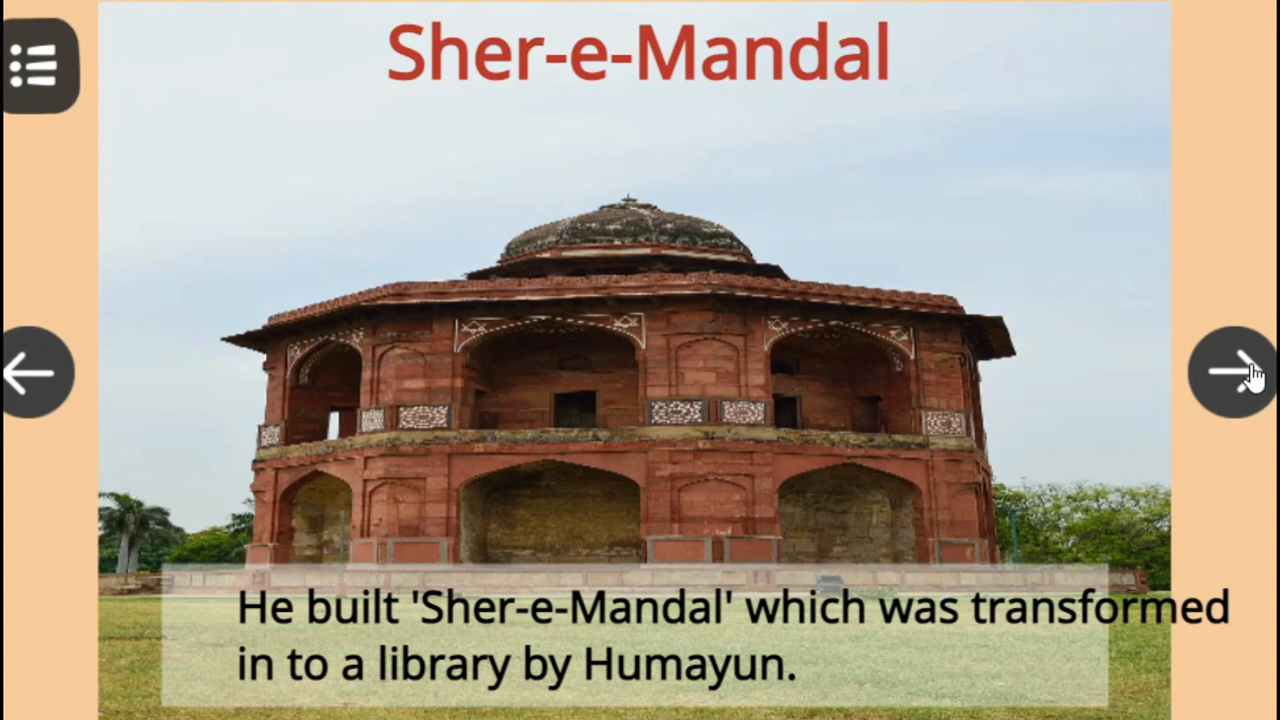 Sher-e-Mandal
He built 'Sher-e-Mandal' which was transformed
in to a library by Humayun.